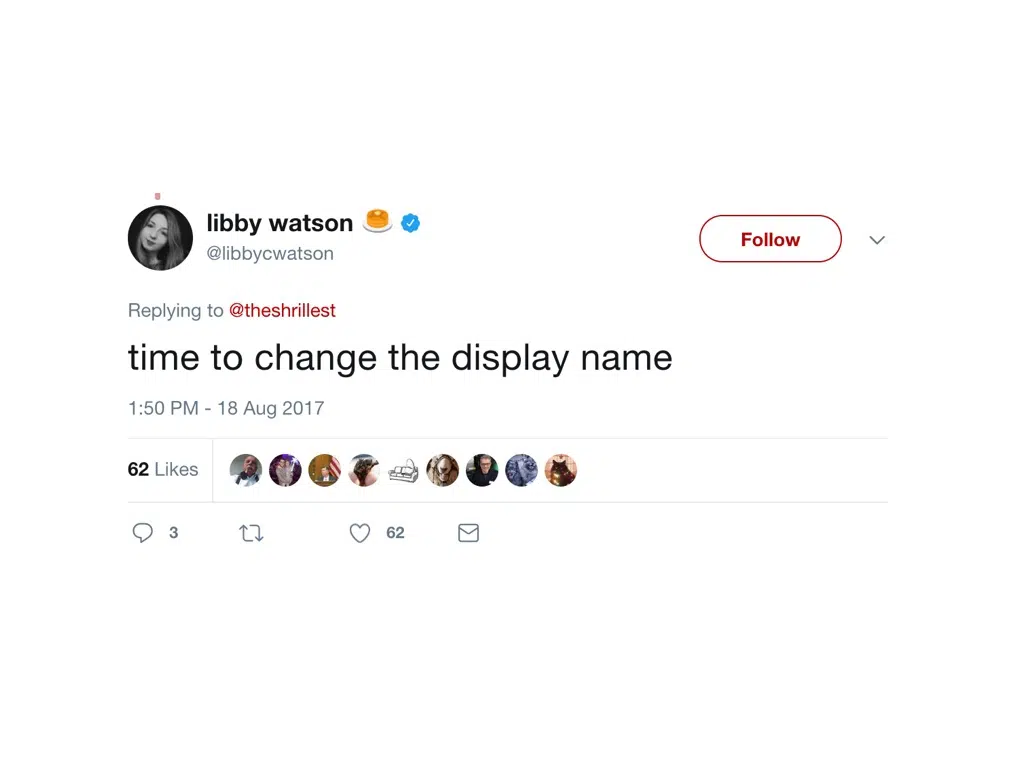 libby watson 🥞
@libbycwatson
Follow
Replying to @theshrillest
time to change the display name
1:50 PM - 18 Aug 2017
62 Likes
3
62